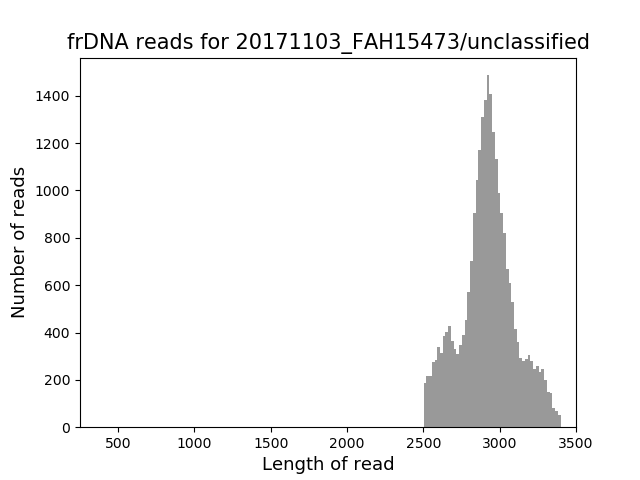 frDNA reads for 20171103_FAH15473/unclassified
Number of reads
1400
1200
1000
800
600
400
200
0
500 1000 1500 2000 2500 3000 3500
Length of read